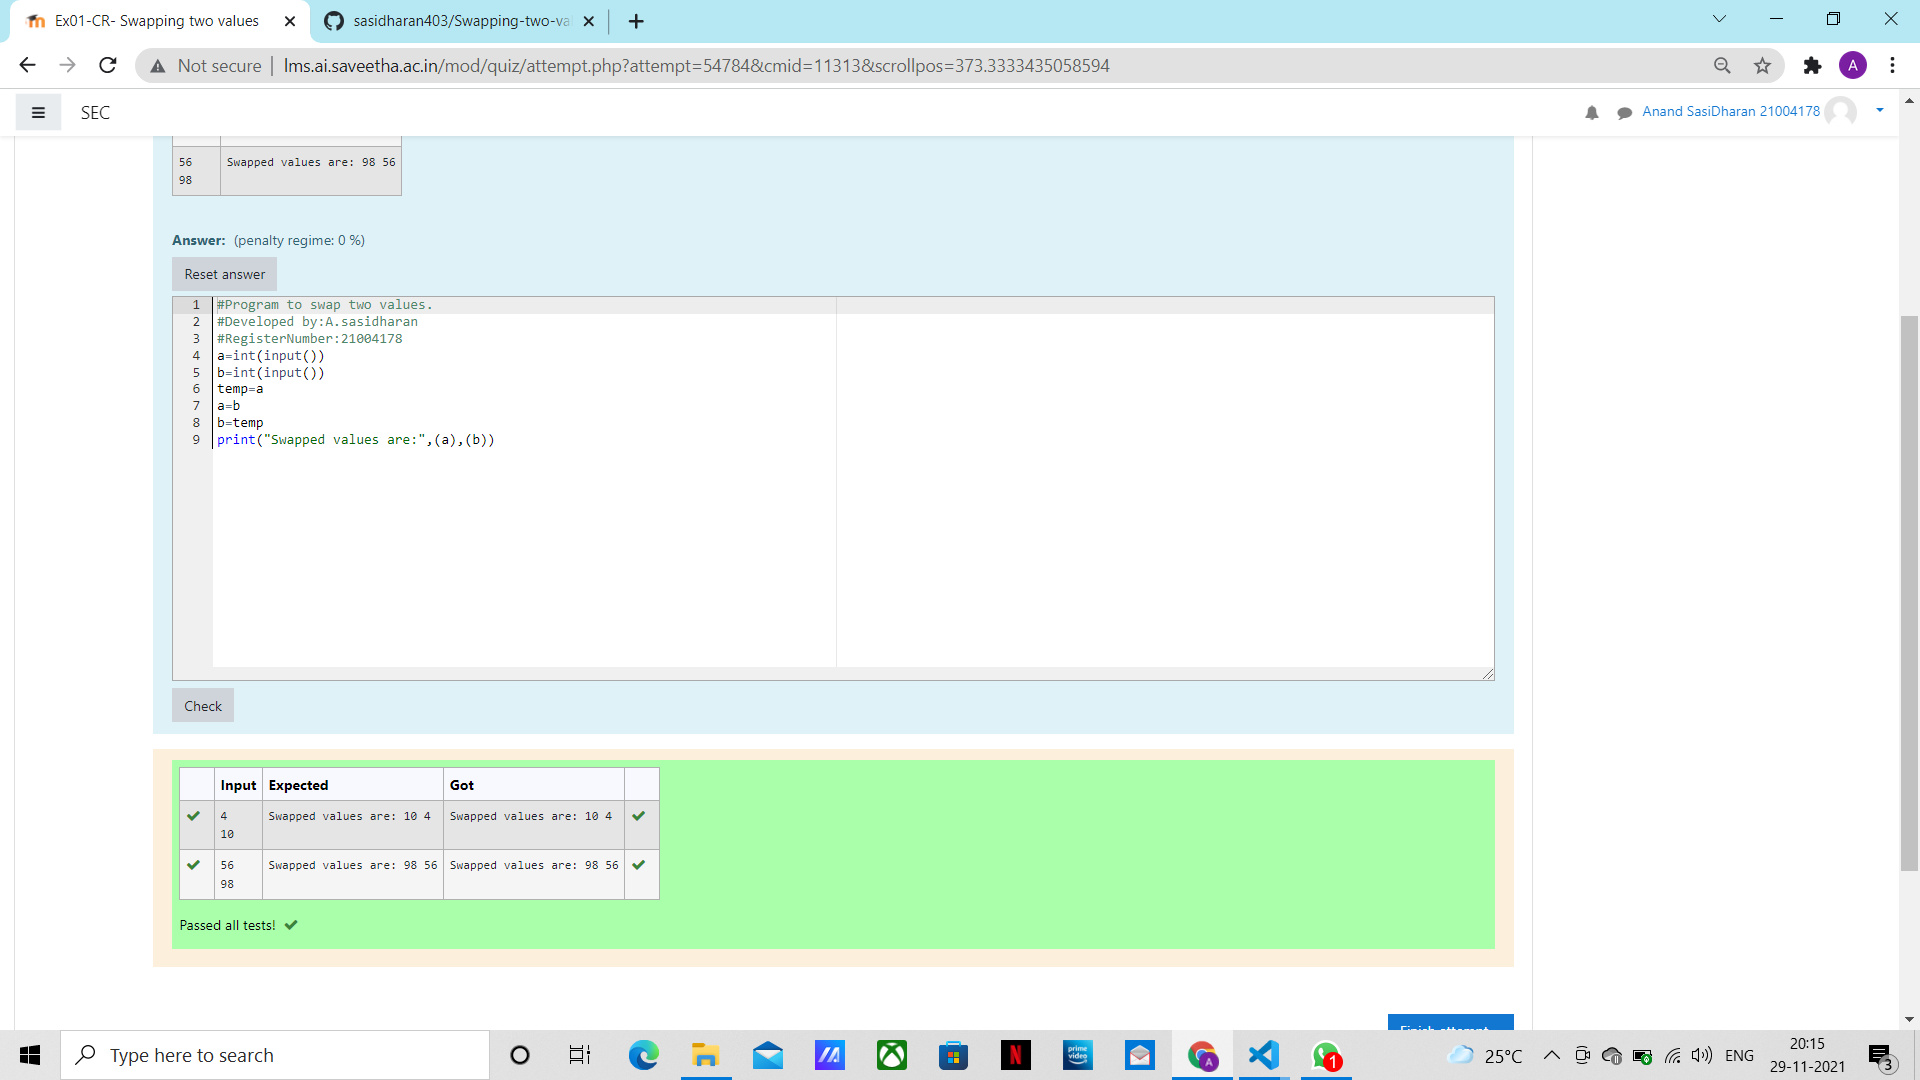 Ex01-CR- Swapping two values
sasidharan403/Swapping-two-va
Not secure
lms.ai.saveetha.ac.in/mod/quiz/attempt.php?attempt=54784&cmid=11313&scrollpos=373.3333435058594
A
SEC
Anand SasiDharan 21004178
56
98
Swapped values are: 98 56
Answer: (penalty regime: 0 %)
Reset answer
1 #Program to swap two values.
2 #Developed by:A.sasidharan
3 #RegisterNumber:21004178
4 a=int(input())
5 b=int(input())
6 temp=a
7 a=b
8 b=temp
9 print("Swapped values are:",(a),(b))
Check
Input Expected Got
4
10
Swapped values are: 10 4 Swapped values are: 10 4
56
98
Swapped values are: 98 56 Swapped values are: 98 56
Passed all tests!
Finish attempt
Type here to search
prime video
N
A
1
25°C
ENG
20:15
29-11-2021
3